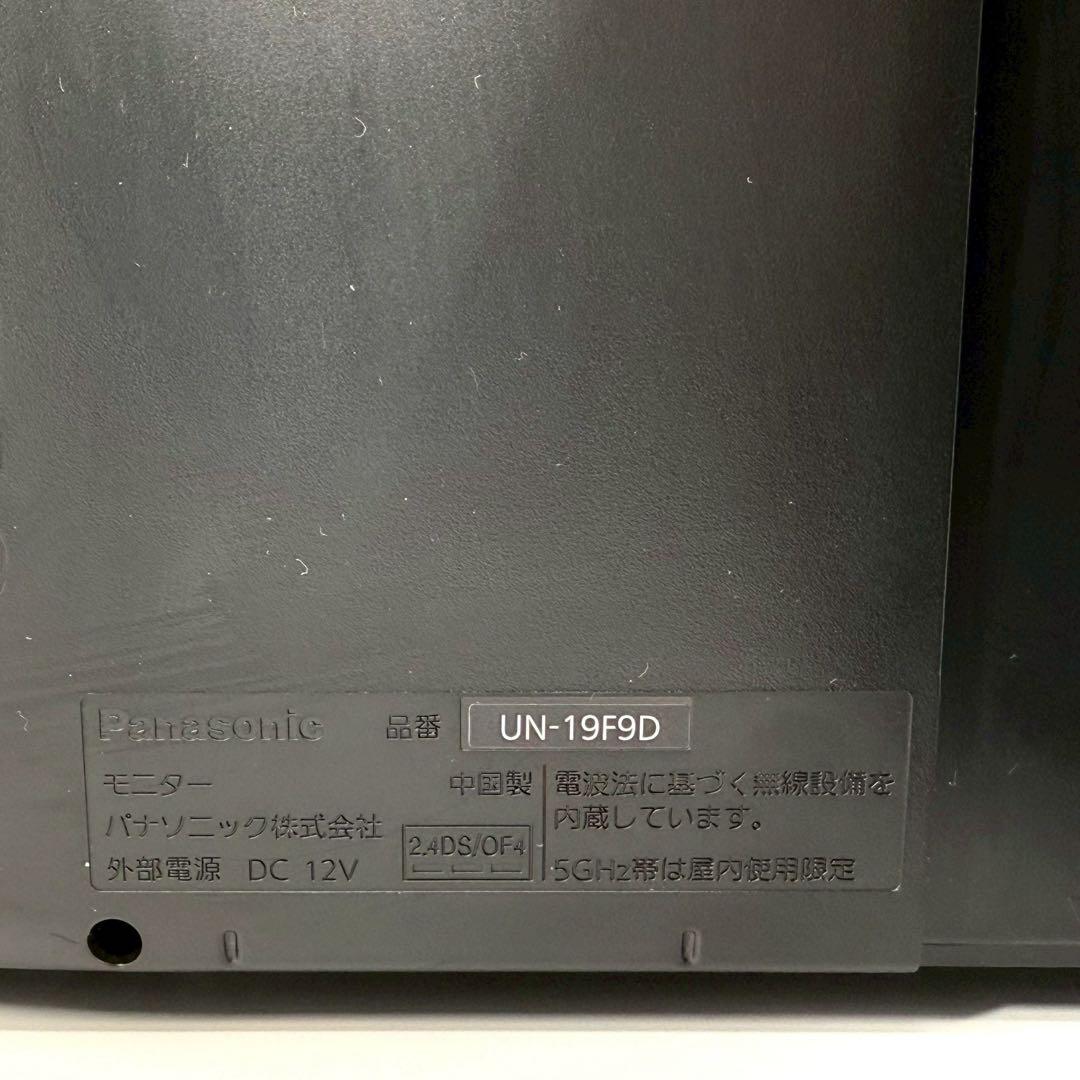 Panasonic 品番 UN-19F9D
モニター 中国製
パナソニック株式会社
外部電源 DC 12V
2.4DS/OF4
電波法に基づく無線設備を
内蔵しています。
5GHz帯は屋内使用限定